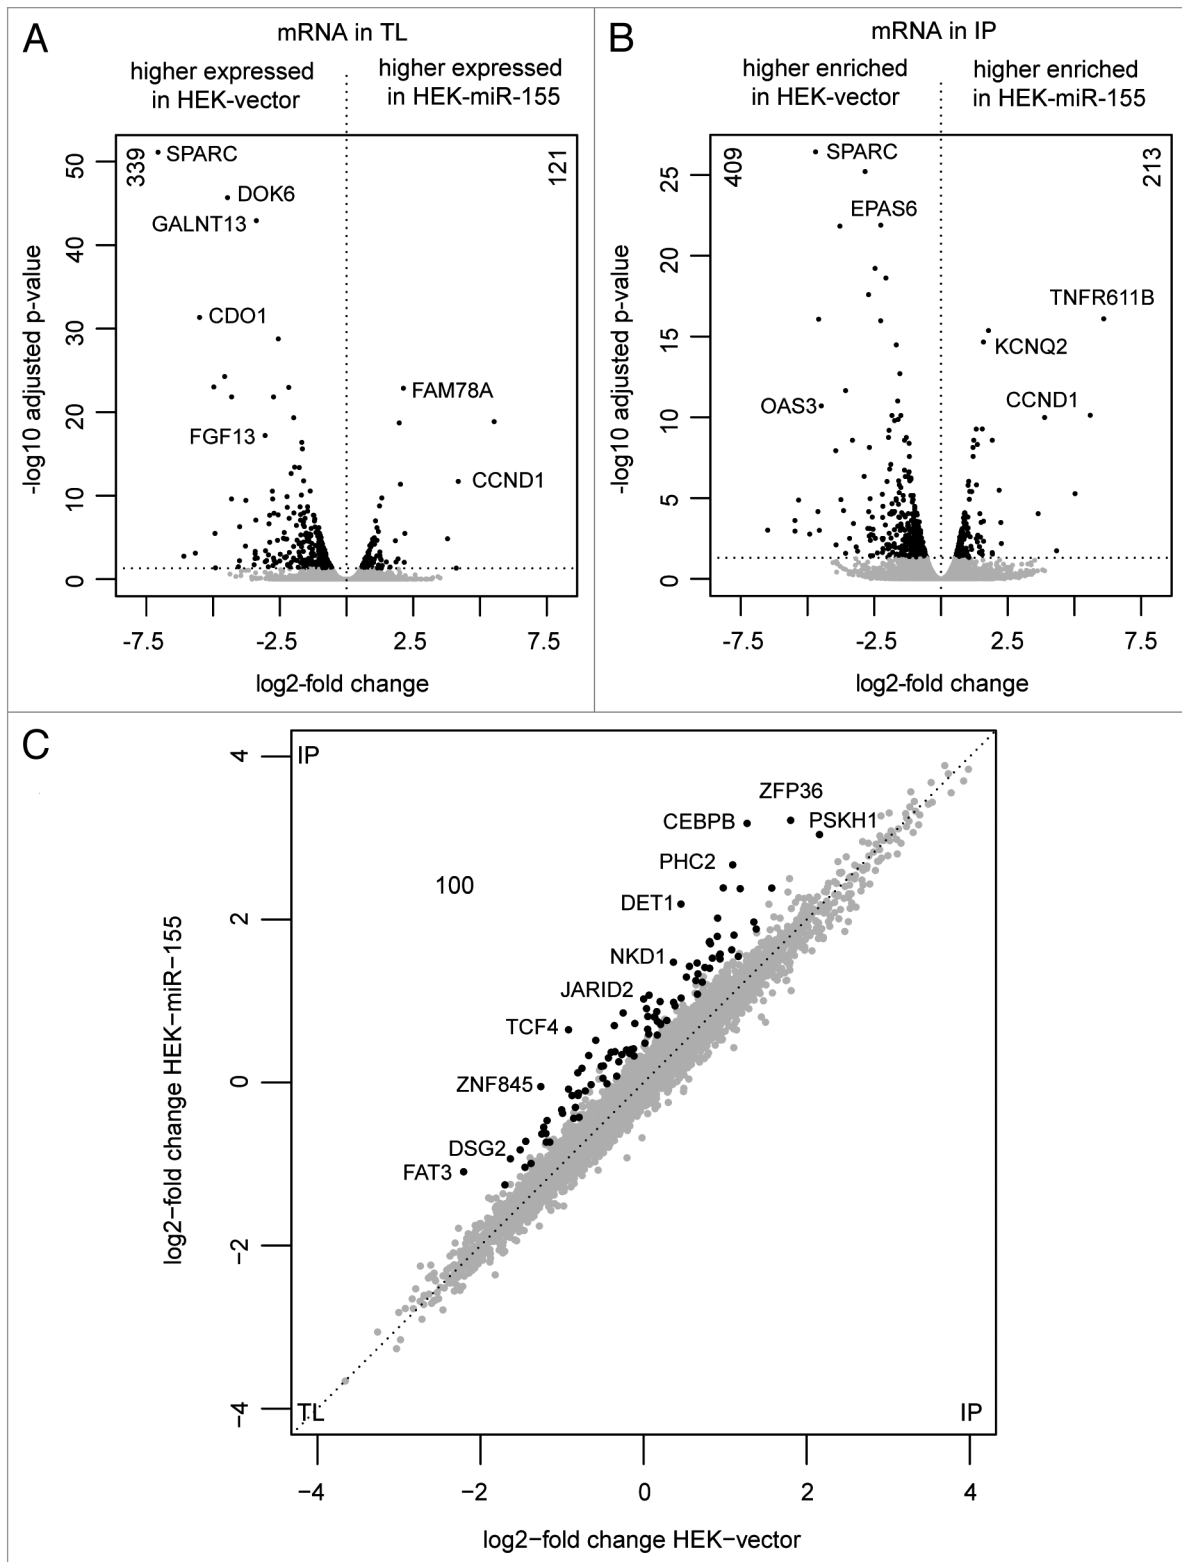 A
mRNA in TL
higher expressed
in HEK-vector
higher expressed
in HEK-miR-155
339
121
SPARC
DOK6
GALNT13
CDO1
FAM78A
FGF13
CCND1
-log10 adjusted p-value
50
40
30
20
10
0
-7.5
-2.5
2.5
7.5
log2-fold change
B
mRNA in IP
higher enriched
in HEK-vector
higher enriched
in HEK-miR-155
409
213
SPARC
EPAS6
TNFR611B
KCNQ2
OAS3
CCND1
-log10 adjusted p-value
25
20
15
10
5
0
-7.5
-2.5
2.5
7.5
log2-fold change
C
IP
ZFP36
CEBPB
PSKH1
PHC2
100
DET1
NKD1
JARID2
TCF4
ZNF845
DSG2
FAT3
TL
IP
log2−fold change HEK−miR−155
4
2
0
−2
−4
−4
−2
0
2
4
log2−fold change HEK−vector